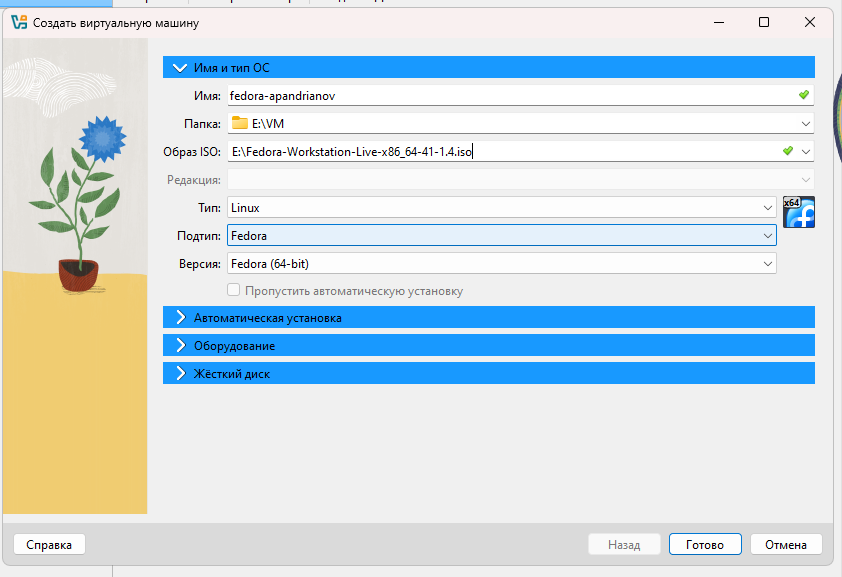 Создать виртуальную машину
Имя и тип ОС
Имя: fedora-apandrianov
Папка: E:\VM
Образ ISO: E:\Fedora-Workstation-Live-x86_64-41-1.4.iso
Редакция:
Тип: Linux
x64
Подтип: Fedora
Версия: Fedora (64-bit)
Пропустить автоматическую установку
Автоматическая установка
Оборудование
Жёсткий диск
Справка Назад Готово Отмена